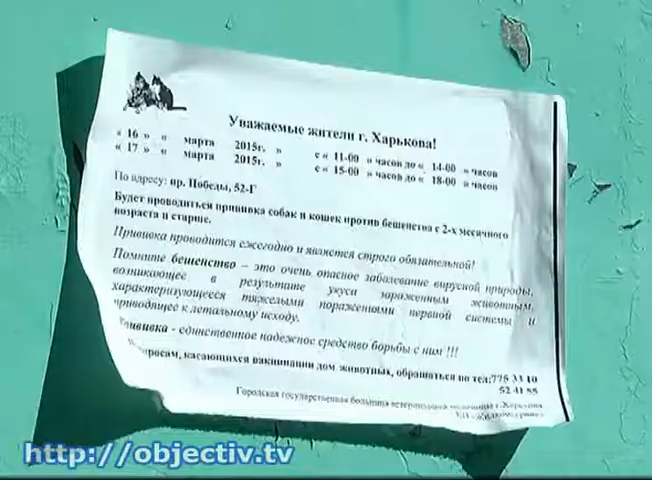 Уважаемые жители г. Харькова!
« 16 » « марта 2015г. » с « 11-00 » часов до « 14-00 » часов
« 17 » « марта 2015г. » с « 15-00 » часов до « 18-00 » часов
По адресу: пр. Победы, 52-Г
Будет проводиться прививка собак и кошек против бешенства с 2-х месячного
возраста и старше.
Прививка проводится ежегодно и является строго обязательной!
Помните бешенство – это очень опасное заболевание вирусной природы,
возникающее в результате укуса зараженным животным,
характеризующееся тяжелыми поражениями нервной системы и
приводящее к летальному исходу.
Прививка - единственное надежное средство борьбы с ним !!!
вопросам, касающихся вакцинации дом животных, обращаться по тел:775 33 10
52 41 55
Городская государственная больница ветеринарной медицины г.Харькова
http://objectiv.tv